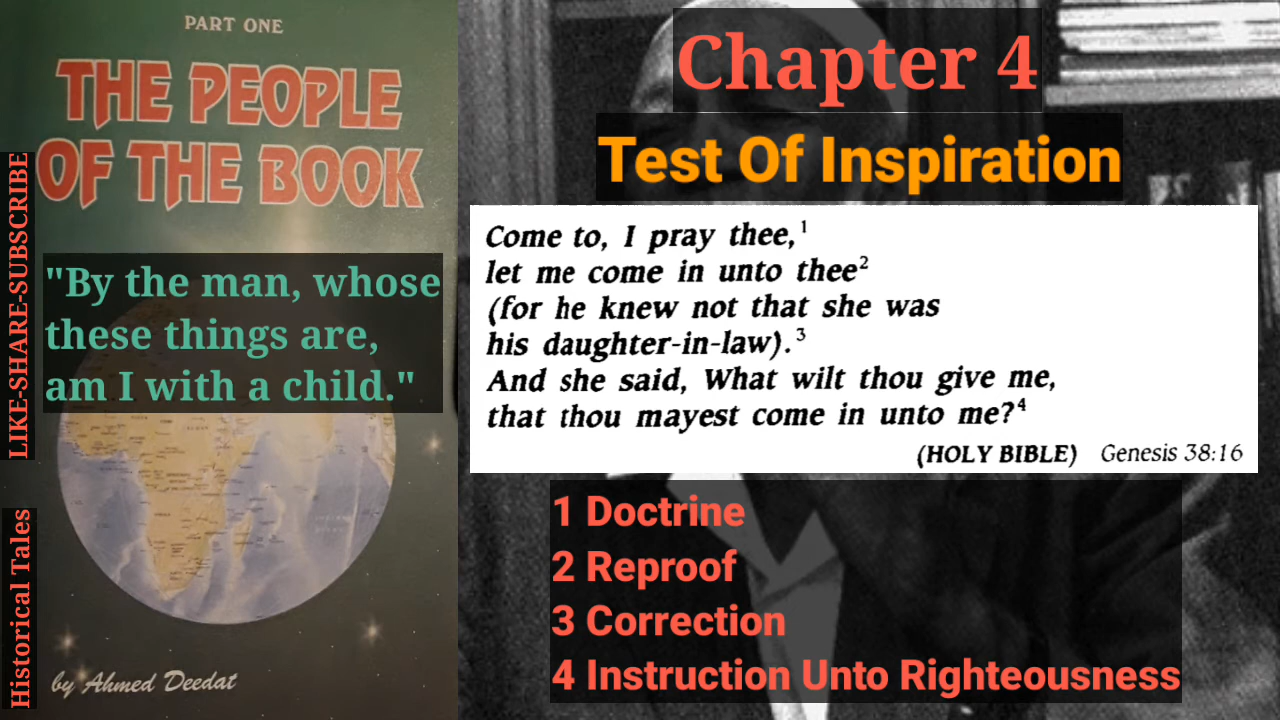 PART ONE
THE PEOPLE
OF THE BOOK
"By the man, whose
these things are,
am I with a child."
by Ahmed Deedat
LIKE-SHARE-SUBSCRIBE
Historical Tales
Chapter 4
Test Of Inspiration
Come to, I pray thee,¹
let me come in unto thee²
(for he knew not that she was
his daughter-in-law).³
And she said, What wilt thou give me,
that thou mayest come in unto me?⁴
(HOLY BIBLE) Genesis 38:16
1 Doctrine
2 Reproof
3 Correction
4 Instruction Unto Righteousness